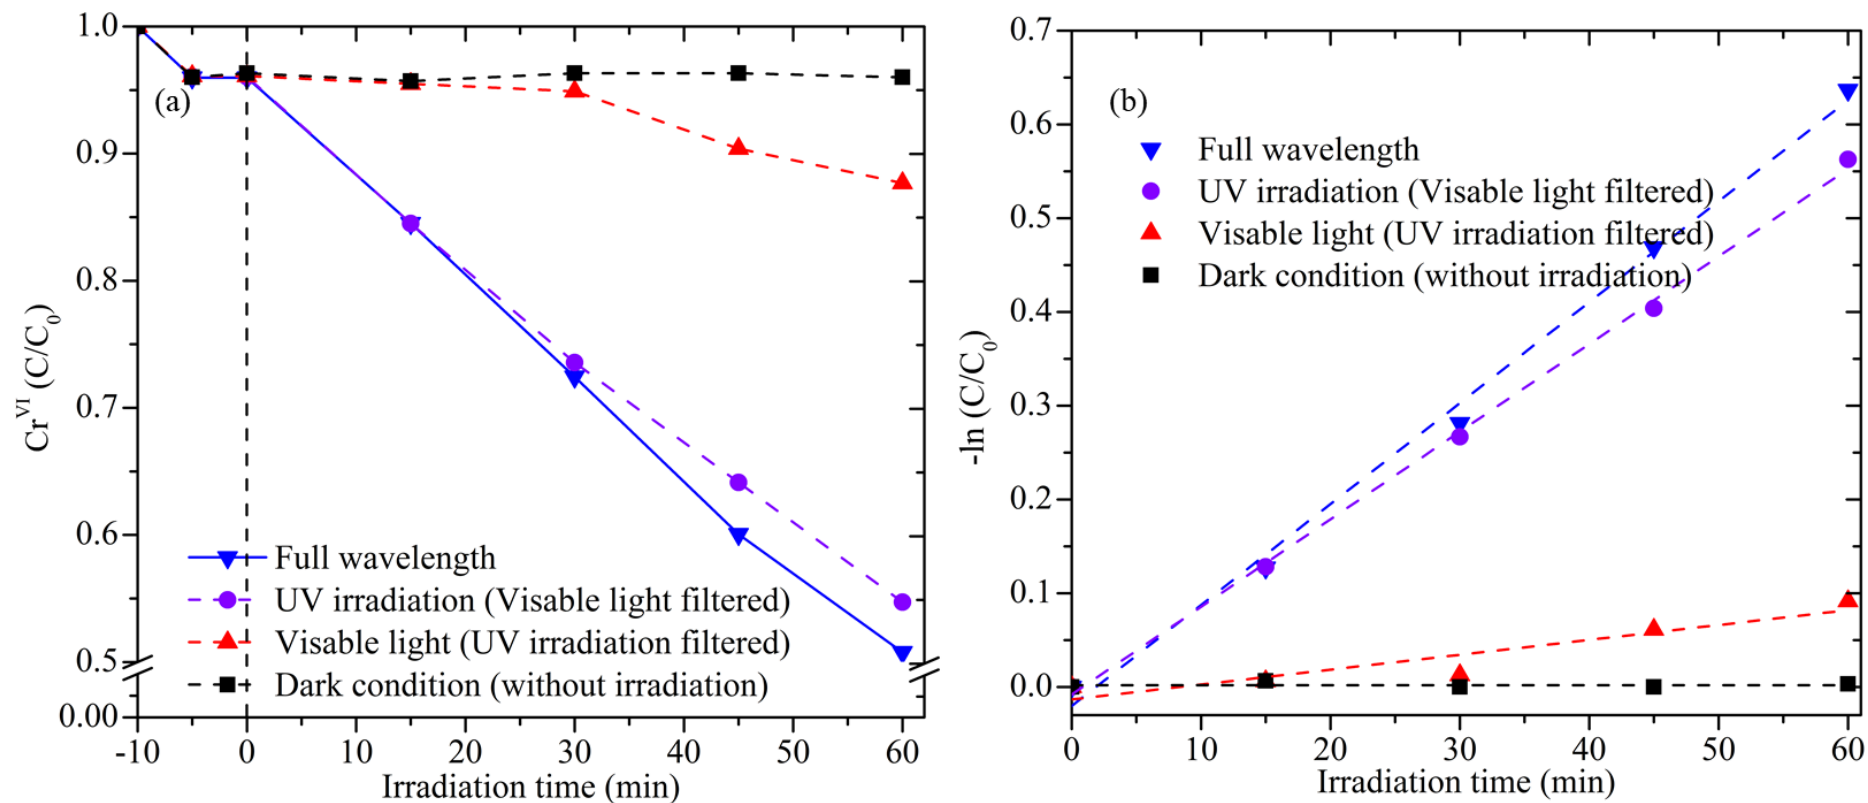 (a)
1.0
0.9
0.8
0.7
0.6
0.5
0.00
Cr^VI (C/C_0)
Full wavelength
UV irradiation (Visable light filtered)
Visable light (UV irradiation filtered)
Dark condition (without irradiation)
-10 0 10 20 30 40 50 60
Irradiation time (min)
(b)
0.7
0.6
0.5
0.4
0.3
0.2
0.1
0.0
-ln (C/C_0)
Full wavelength
UV irradiation (Visable light filtered)
Visable light (UV irradiation filtered)
Dark condition (without irradiation)
0 10 20 30 40 50 60
Irradiation time (min)